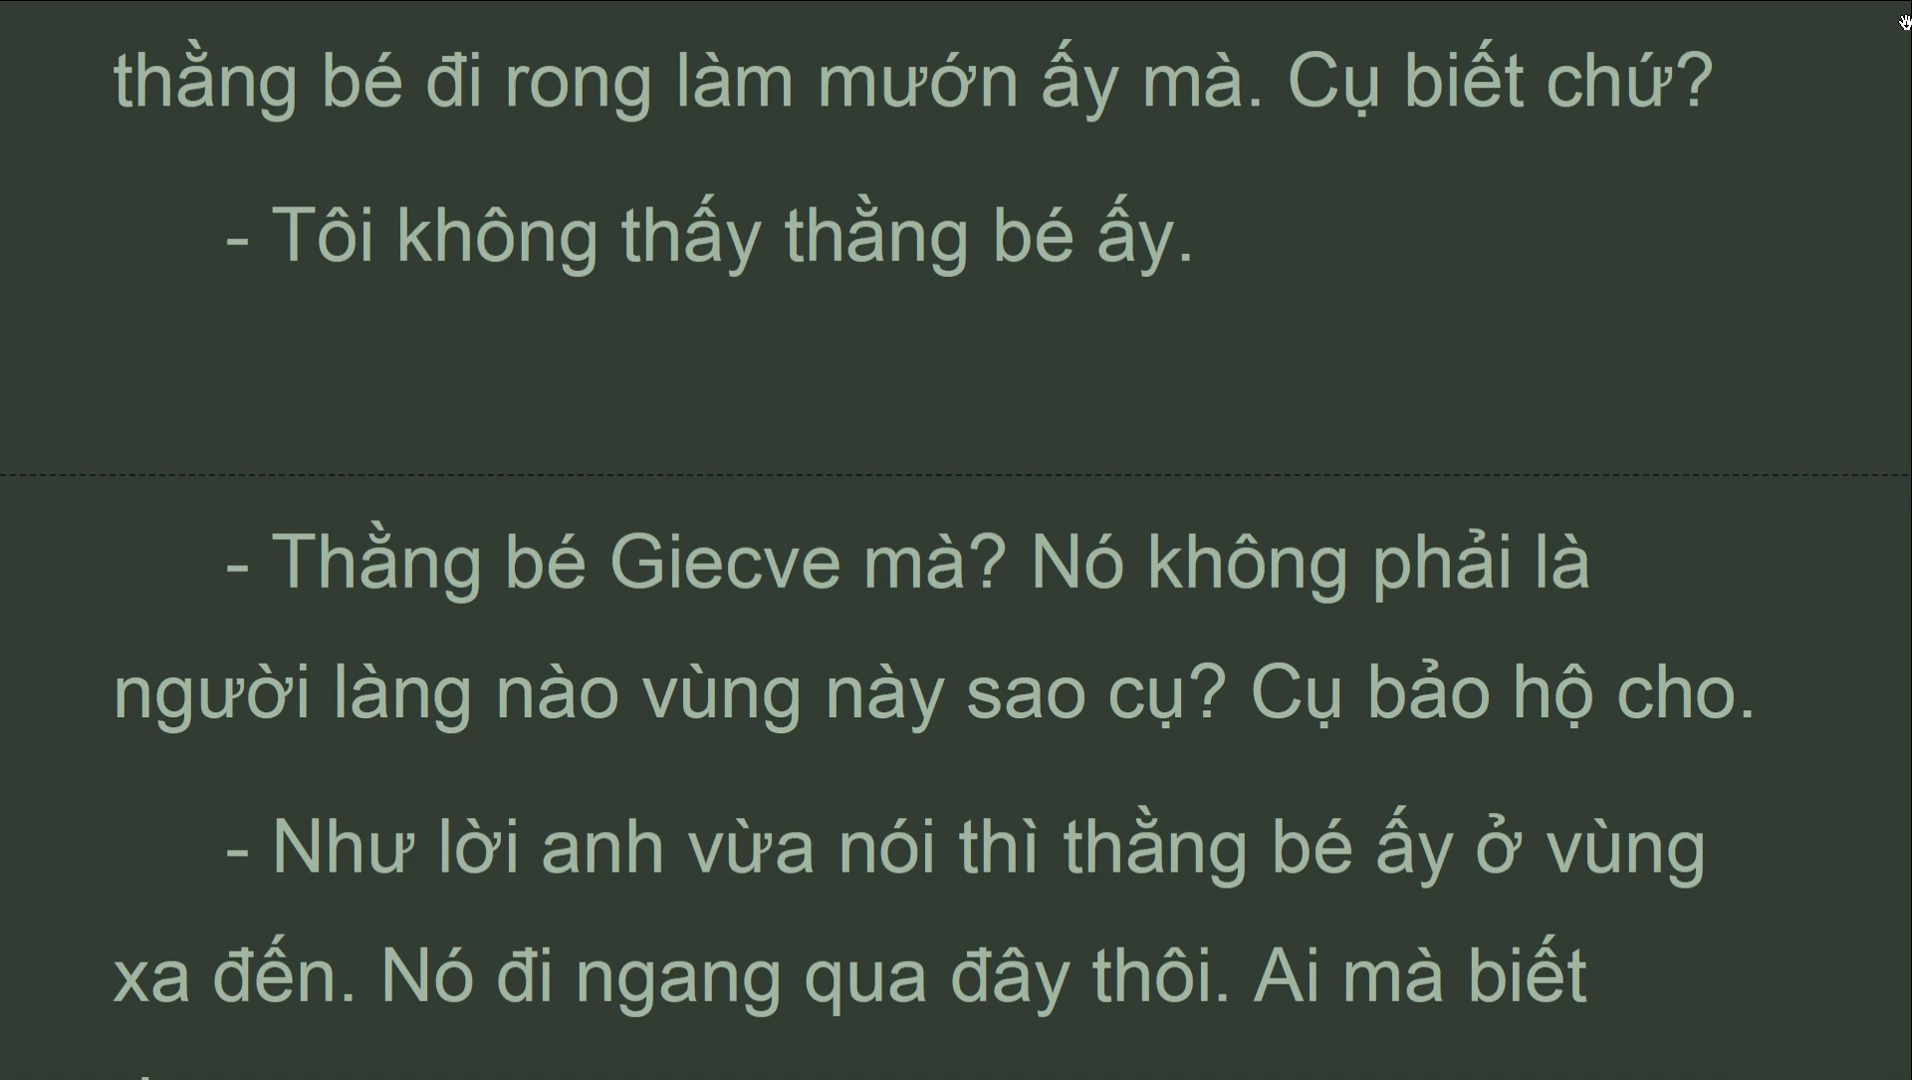 thằng bé đi rong làm mướn ấy mà. Cụ biết chứ?
- Tôi không thấy thằng bé ấy.
- Thằng bé Giecve mà? Nó không phải là
người làng nào vùng này sao cụ? Cụ bảo hộ cho.
- Như lời anh vừa nói thì thằng bé ấy ở vùng
xa đến. Nó đi ngang qua đây thôi. Ai mà biết